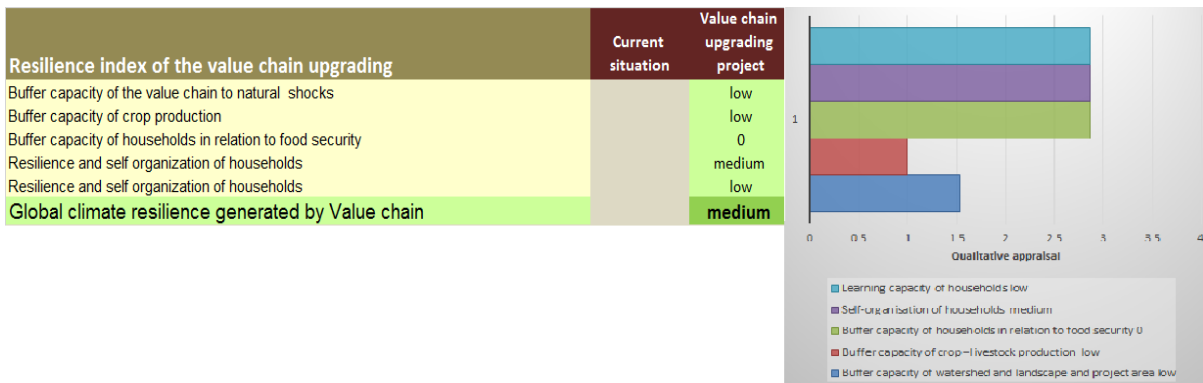 Resilience index of the value chain upgrading
Current situation
Value chain upgrading project
Buffer capacity of the value chain to natural shocks low
Buffer capacity of crop production low
Buffer capacity of households in relation to food security 0
Resilience and self organization of households medium
Resilience and self organization of households low
Global climate resilience generated by Value chain medium
1
0 0.5 1 1.5 2 2.5 3 3.5 4
Qualitative appraisal
Learning capacity of households low
Self-organisation of households medium
Buffer capacity of households in relation to food security 0
Buffer capacity of crop–livestock production low
Buffer capacity of watershed and landscape and project area low